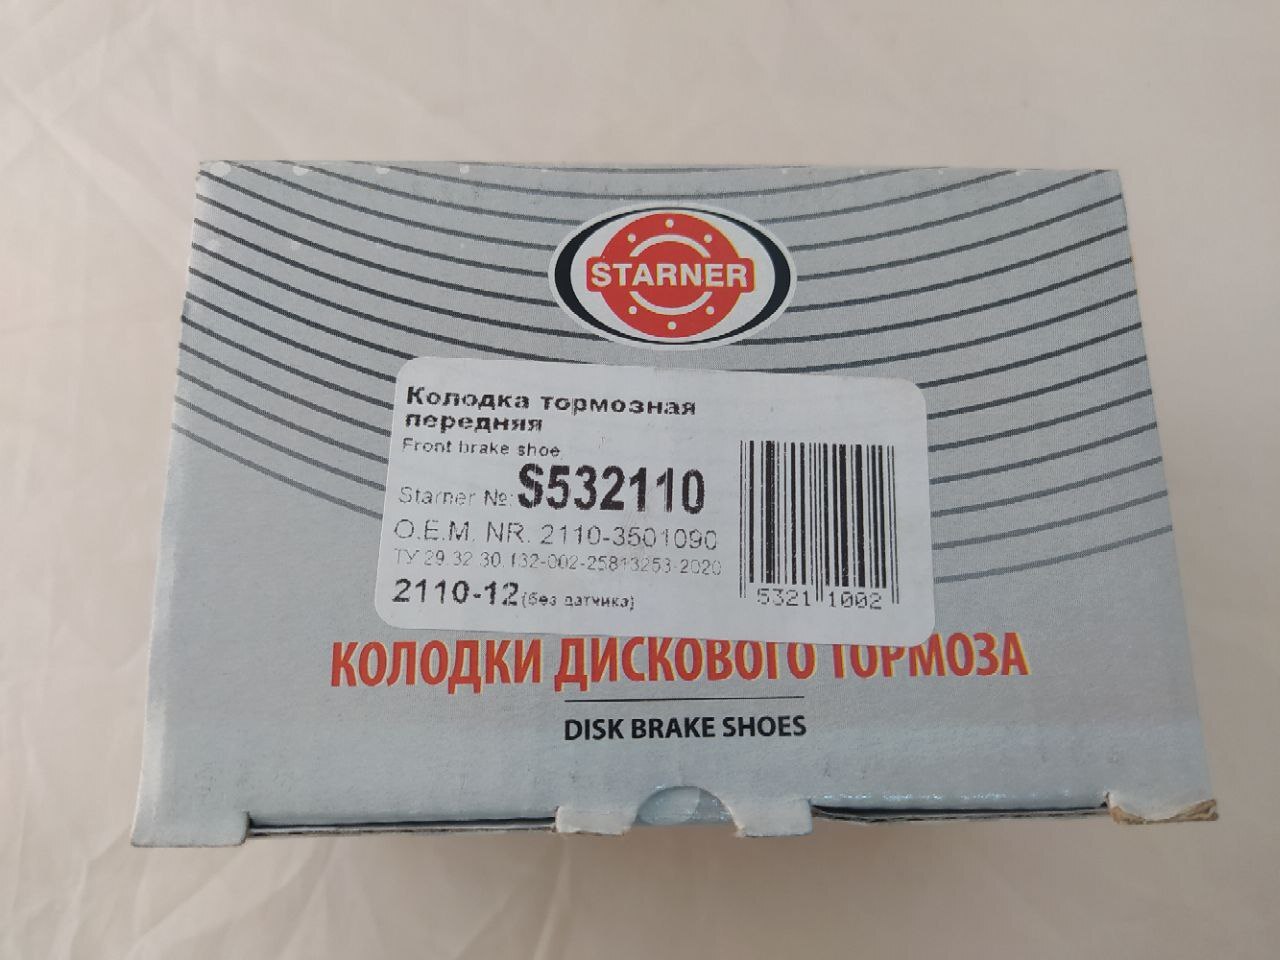 STARNER
Колодка тормозная
передняя
Front brake shoe
Starner №: S532110
O.E.M. NR. 2110-3501090
ТУ 29.32.30.132-002-25813253-2020
2110-12 (без датчика)
5321 1002
КОЛОДКИ ДИСКОВОГО ТОРМОЗА
DISK BRAKE SHOES